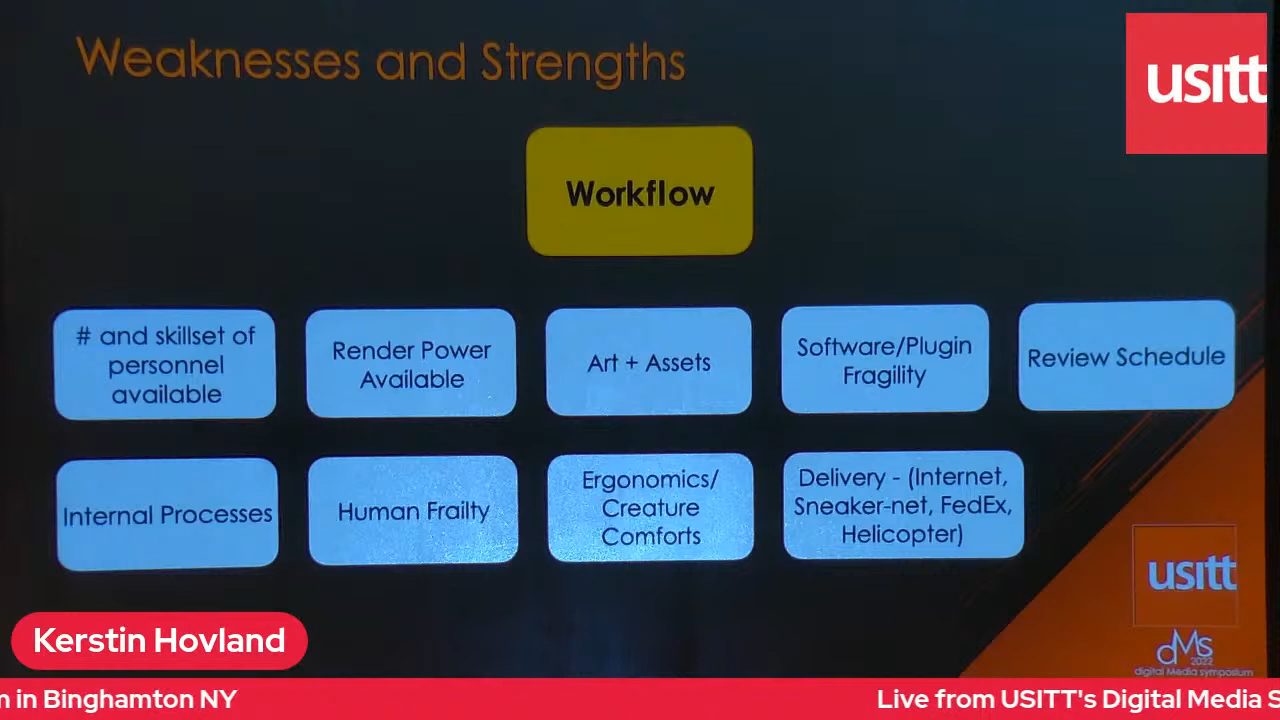 Weaknesses and Strengths
usitt
Workflow
# and skillset of
personnel
available
Render Power
Available
Art + Assets
Software/Plugin
Fragility
Review Schedule
Internal Processes
Human Frailty
Ergonomics/
Creature
Comforts
Delivery - (Internet,
Sneaker-net, FedEx,
Helicopter)
usitt
dMs
2022
digital Media symposium
Kerstin Hovland
m in Binghamton NY
Live from USITT's Digital Media S